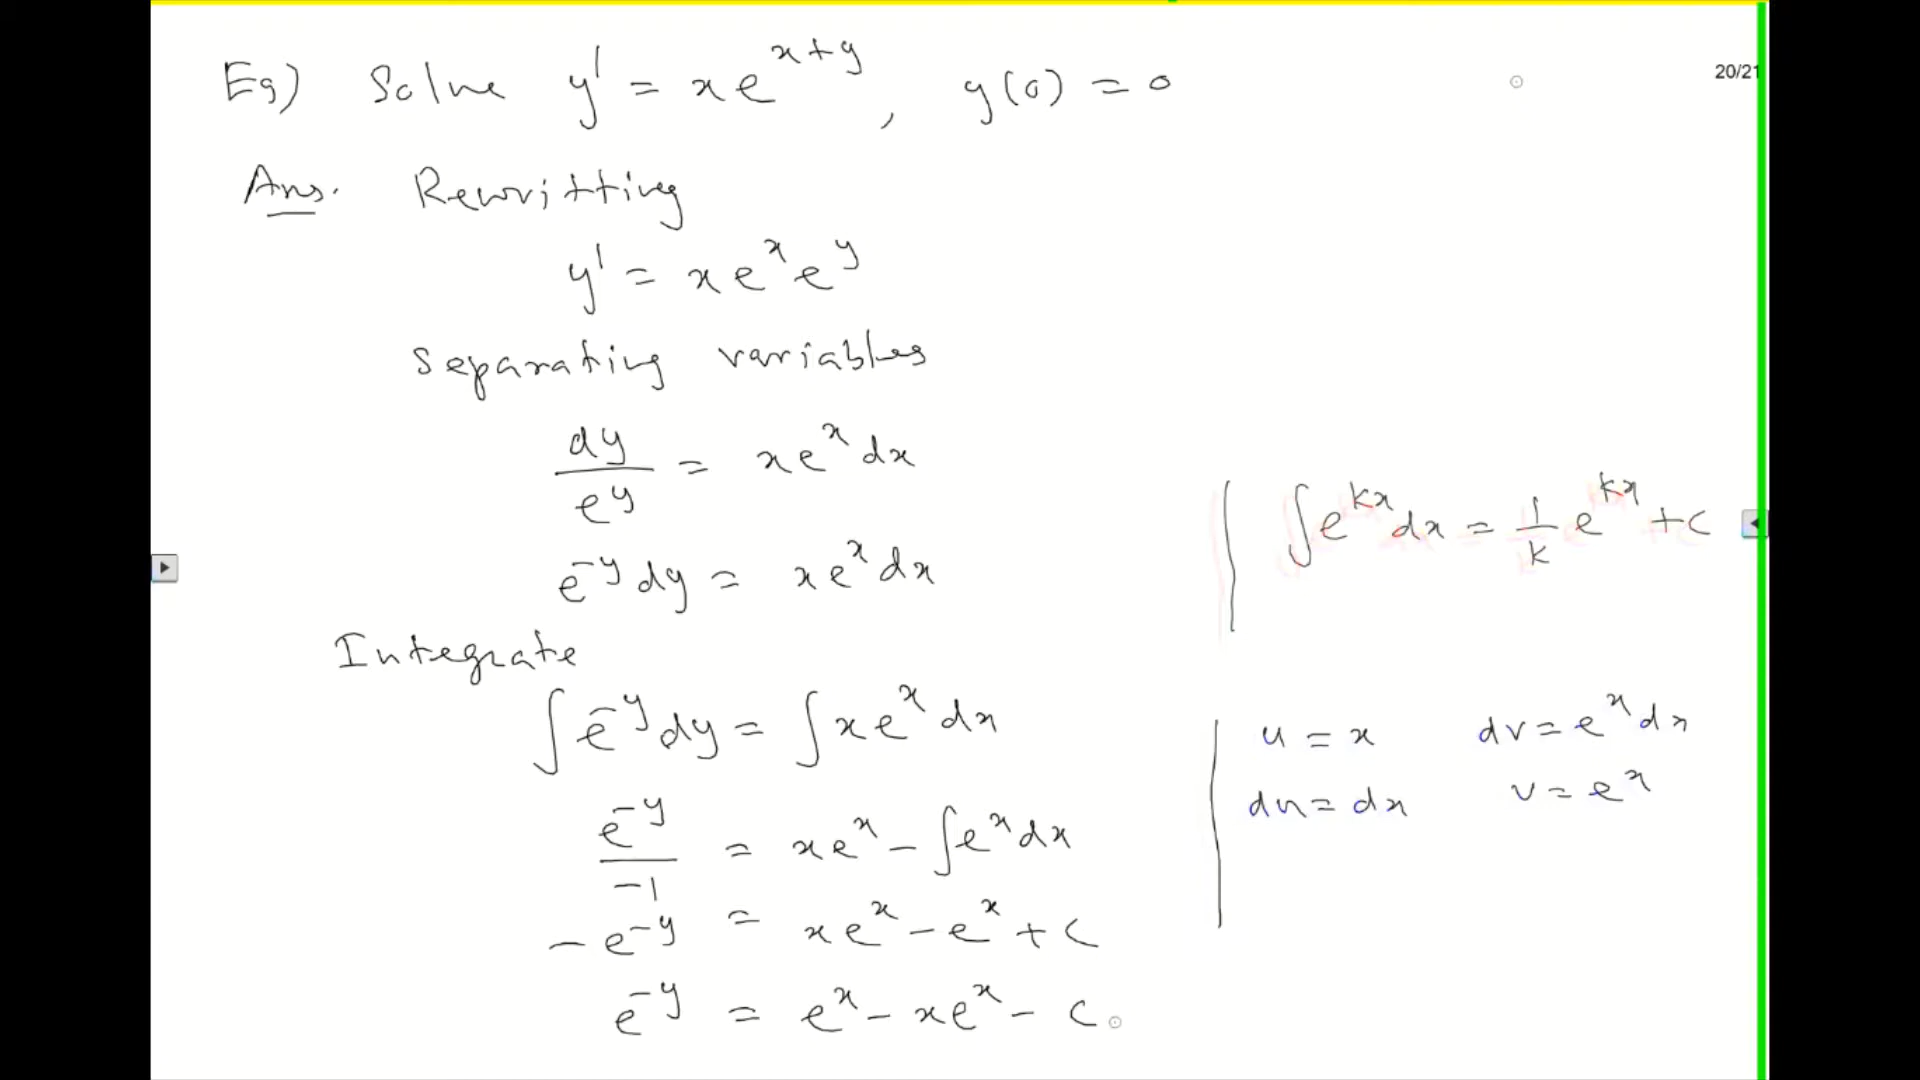 Eg) Solve y' = xe^{x+y}, y(0) = 0
20/21
Ans. Rewritting
y' = xe^x e^y
Separating variables
dy/e^y = xe^x dx
e^{-y} dy = xe^x dx
∫e^{kx} dx = 1/k e^{kx} + c
Integrate
∫e^{-y} dy = ∫xe^x dx
u = x dv = e^x dx
du = dx v = e^x
e^{-y}/-1 = xe^x - ∫e^x dx
-e^{-y} = xe^x - e^x + c
e^{-y} = e^x - xe^x - c